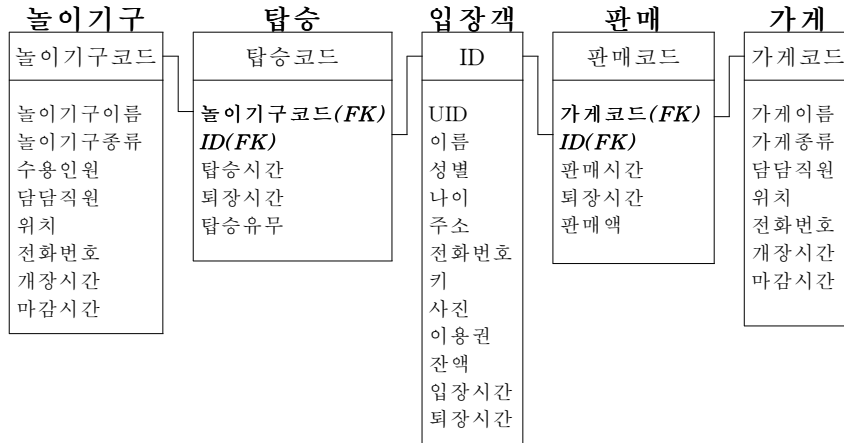 놀이기구
놀이기구코드
놀이기구이름
놀이기구종류
수용인원
담담직원
위치
전화번호
개장시간
마감시간
탑승
탑승코드
놀이기구코드(FK)
ID(FK)
탑승시간
퇴장시간
탑승유무
입장객
ID
UID
이름
성별
나이
주소
전화번호
키
사진
이용권
잔액
입장시간
퇴장시간
판매
판매코드
가게코드(FK)
ID(FK)
판매시간
퇴장시간
판매액
가게
가게코드
가게이름
가게종류
담담직원
위치
전화번호
개장시간
마감시간